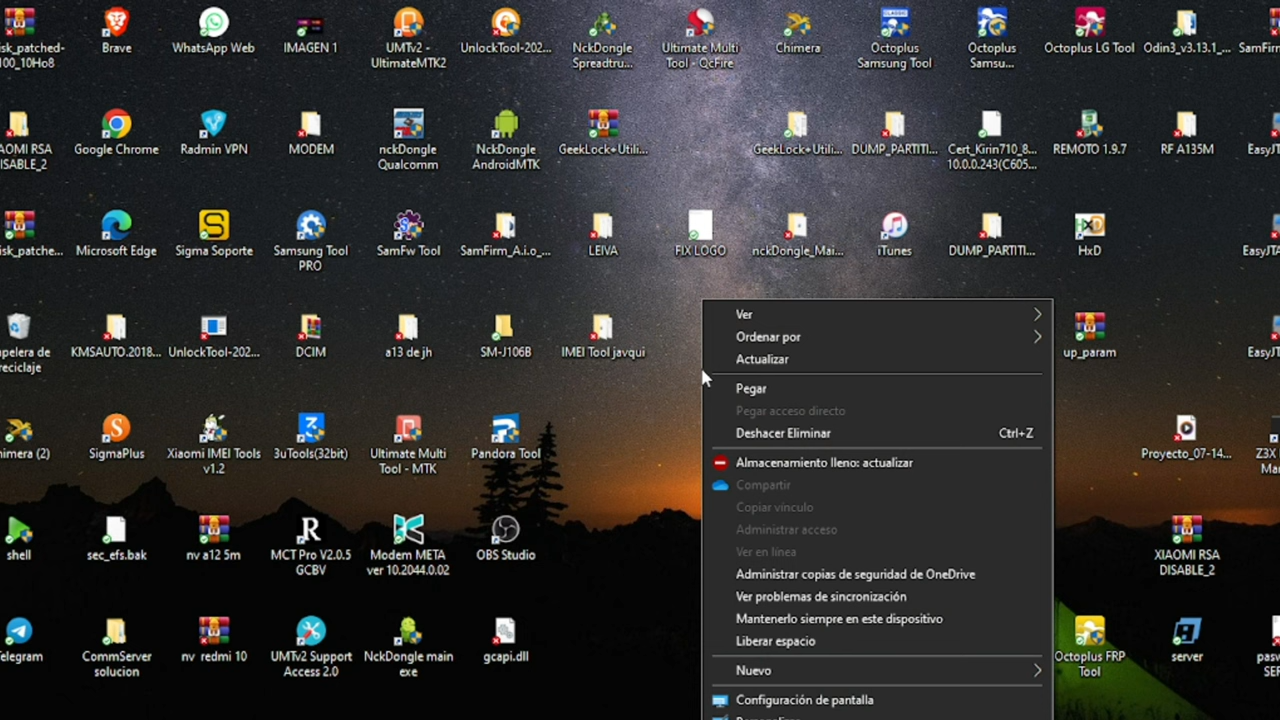 isk_patched-
100_10Ho8
Brave
WhatsApp Web
IMAGEN 1
UMTv2 -
UltimateMTK2
UnlockTool-202...
NckDongle
Spreadtru...
Ultimate Multi
Tool - QcFire
Chimera
Octoplus
Samsung Tool
Octoplus
Samsu...
Octoplus LG Tool
Odin3_v3.13.1_...
SamFirm
AOMI RSA
ISABLE_2
Google Chrome
Radmin VPN
MODEM
nckDongle
Qualcomm
NckDongle
AndroidMTK
GeekLock+Utili...
GeekLock+Utili...
DUMP_PARTITI...
Cert_Kirin710_8...
10.0.0.243(C605...
REMOTO 1.9.7
RF A135M
EasyJT
isk_patche...
Microsoft Edge
Sigma Soporte
Samsung Tool
PRO
SamFw Tool
SamFirm_A.i.o_...
LEIVA
FIX LOGO
nckDongle_Mai...
iTunes
DUMP_PARTITI...
HxD
EasyJTA
apelera de
reciclaje
KMSAUTO.2018...
UnlockTool-202...
DCIM
a13 de jh
SM-J106B
IMEI Tool javqui
up_param
EasyJT
himera (2)
SigmaPlus
Xiaomi IMEI Tools
v1.2
3uTools(32bit)
Ultimate Multi
Tool - MTK
Pandora Tool
Proyecto_07-14...
Z3X
Ma
shell
sec_efs.bak
nv a12 5m
MCT Pro V2.0.5
GCBV
Modem META
ver 10.2044.0.02
OBS Studio
XIAOMI RSA
DISABLE_2
elegram
CommServer
solucion
nv redmi 10
UMTv2 Support
Access 2.0
NckDongle main
exe
gcapi.dll
Octoplus FRP
Tool
server
pasv
SEF
Ver
Ordenar por
Actualizar
Pegar
Pegar acceso directo
Deshacer Eliminar Ctrl+Z
Almacenamiento lleno: actualizar
Compartir
Copiar vínculo
Administrar acceso
Ver en línea
Administrar copias de seguridad de OneDrive
Ver problemas de sincronización
Mantenerlo siempre en este dispositivo
Liberar espacio
Nuevo
Configuración de pantalla